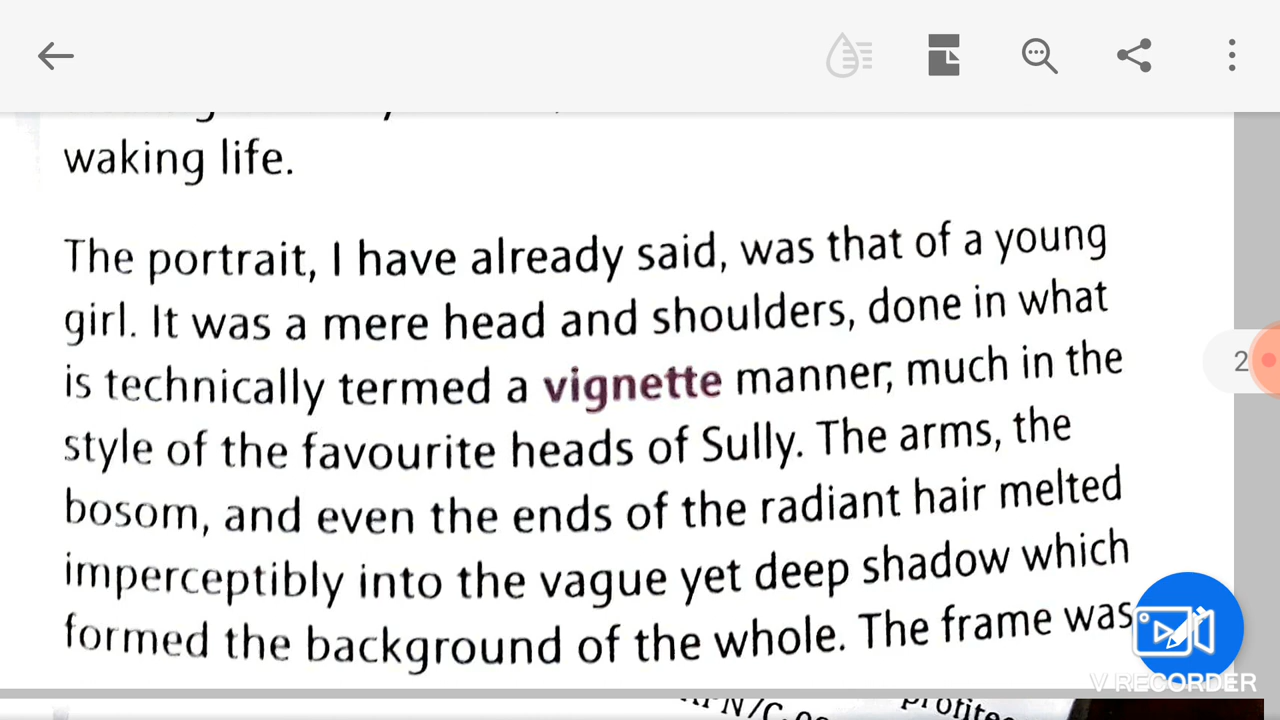 waking life.
The portrait, I have already said, was that of a young
girl. It was a mere head and shoulders, done in what
is technically termed a vignette manner, much in the
style of the favourite heads of Sully. The arms, the
bosom, and even the ends of the radiant hair melted
imperceptibly into the vague yet deep shadow which
formed the background of the whole. The frame was
2
V RECORDER